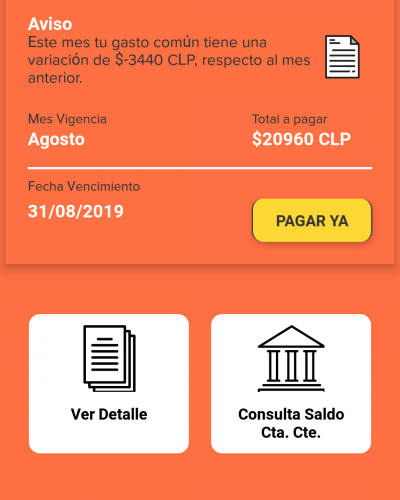 Aviso
Este mes tu gasto común tiene una
variación de $-3440 CLP, respecto al mes
anterior.
Mes Vigencia
Total a pagar
Agosto
$20960 CLP
Fecha Vencimiento
31/08/2019
PAGAR YA
Ver Detalle
Consulta Saldo
Cta. Cte.